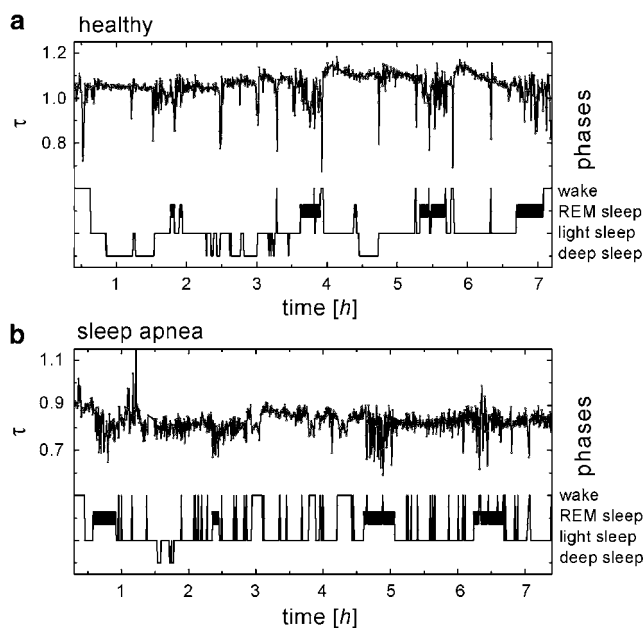 a healthy
1.2
1.0
0.8
τ
phases
wake
REM sleep
light sleep
deep sleep
1 2 3 4 5 6 7
time [h]
b sleep apnea
1.1
0.9
0.7
τ
phases
wake
REM sleep
light sleep
deep sleep
1 2 3 4 5 6 7
time [h]